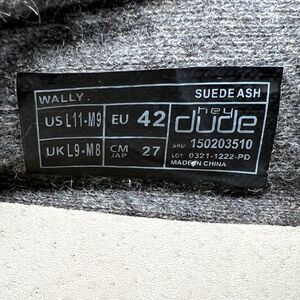 WALLY. SUEDE ASH
US L11-M9 EU 42 hey
dude
UK L9-M8 CM JAP 27 SKU 150203510
LOT 0321-1222-PD
MADE IN CHINA